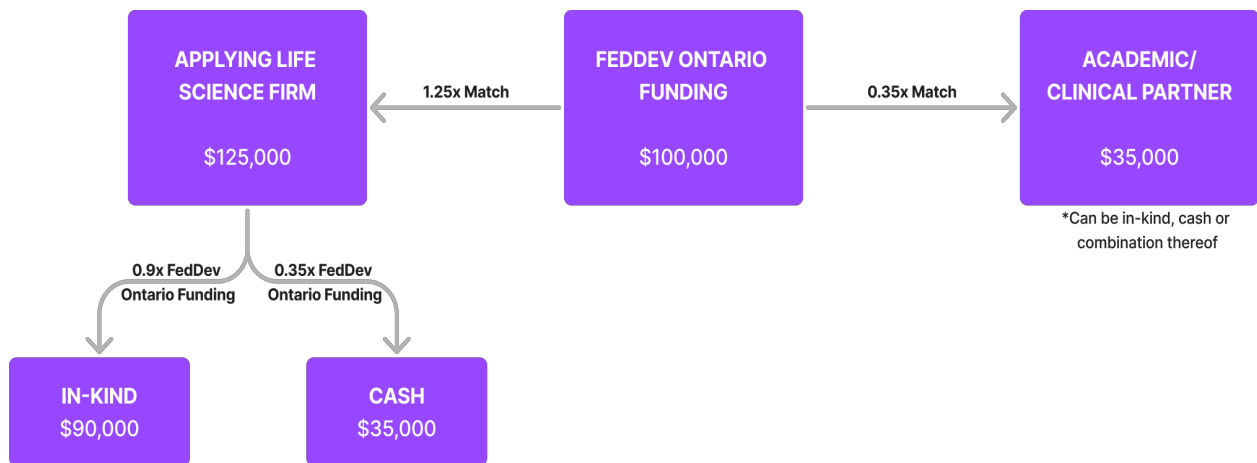 APPLYING LIFE
SCIENCE FIRM
$125,000
1.25x Match
FEDDEV ONTARIO
FUNDING
$100,000
0.35x Match
ACADEMIC/
CLINICAL PARTNER
$35,000
*Can be in-kind, cash or
combination thereof
0.9x FedDev
Ontario Funding
0.35x FedDev
Ontario Funding
IN-KIND
$90,000
CASH
$35,000